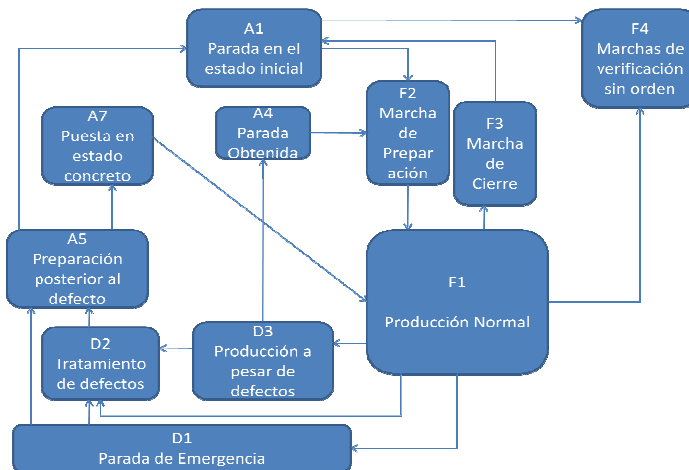 A1
Parada en el
estado inicial
F4
Marchas de
verificación
sin orden
A7
Puesta en
estado
concreto
A4
Parada
Obtenida
F2
Marcha
de
Prepar
ación
F3
Marcha
de
Cierre
A5
Preparación
posterior al
defecto
F1
Producción Normal
D2
Tratamiento
de defectos
D3
Producción a
pesar de
defectos
D1
Parada de Emergencia